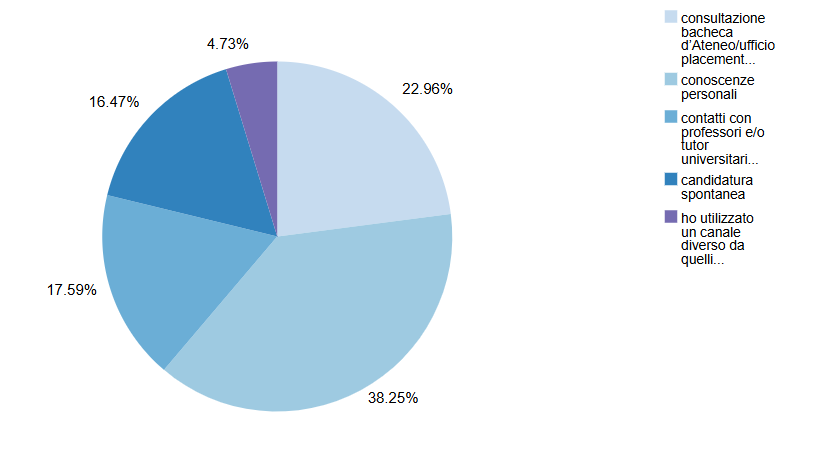 4.73%
22.96%
16.47%
17.59%
38.25%
consultazione
bacheca
d'Ateneo/ufficio
placement...
conoscenze
personali
contatti con
professori e/o
tutor
universitari...
candidatura
spontanea
ho utilizzato
un canale
diverso da
quelli...